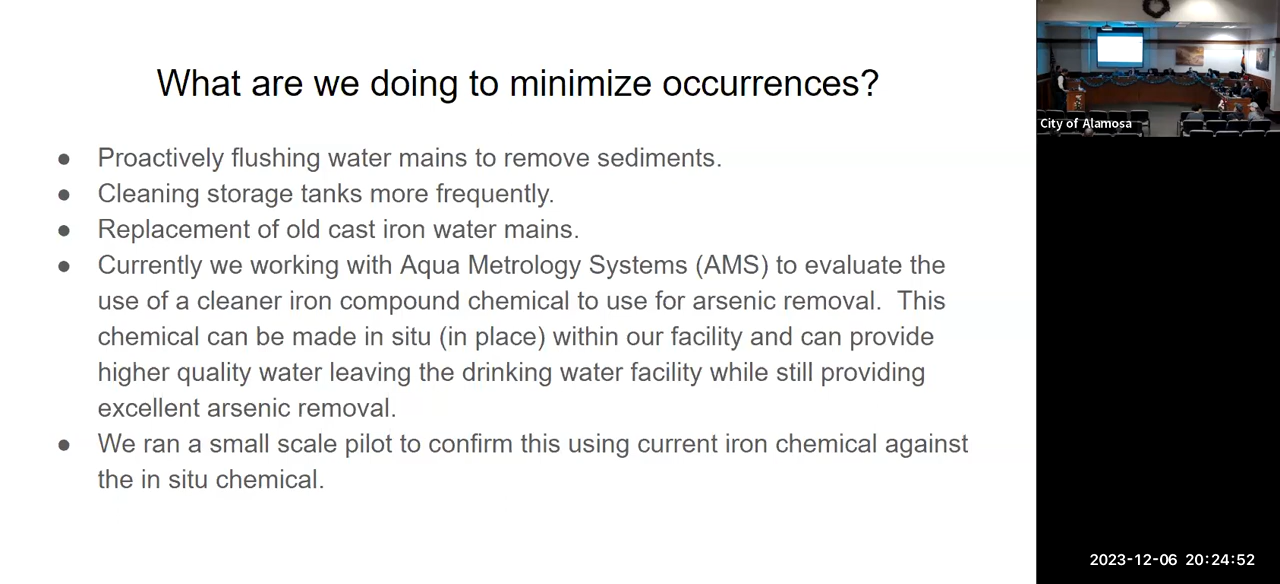 What are we doing to minimize occurrences?
● Proactively flushing water mains to remove sediments.
● Cleaning storage tanks more frequently.
● Replacement of old cast iron water mains.
● Currently we working with Aqua Metrology Systems (AMS) to evaluate the
use of a cleaner iron compound chemical to use for arsenic removal.  This
chemical can be made in situ (in place) within our facility and can provide
higher quality water leaving the drinking water facility while still providing
excellent arsenic removal.
● We ran a small scale pilot to confirm this using current iron chemical against
the in situ chemical.
City of Alamosa
2023-12-06 20:24:52